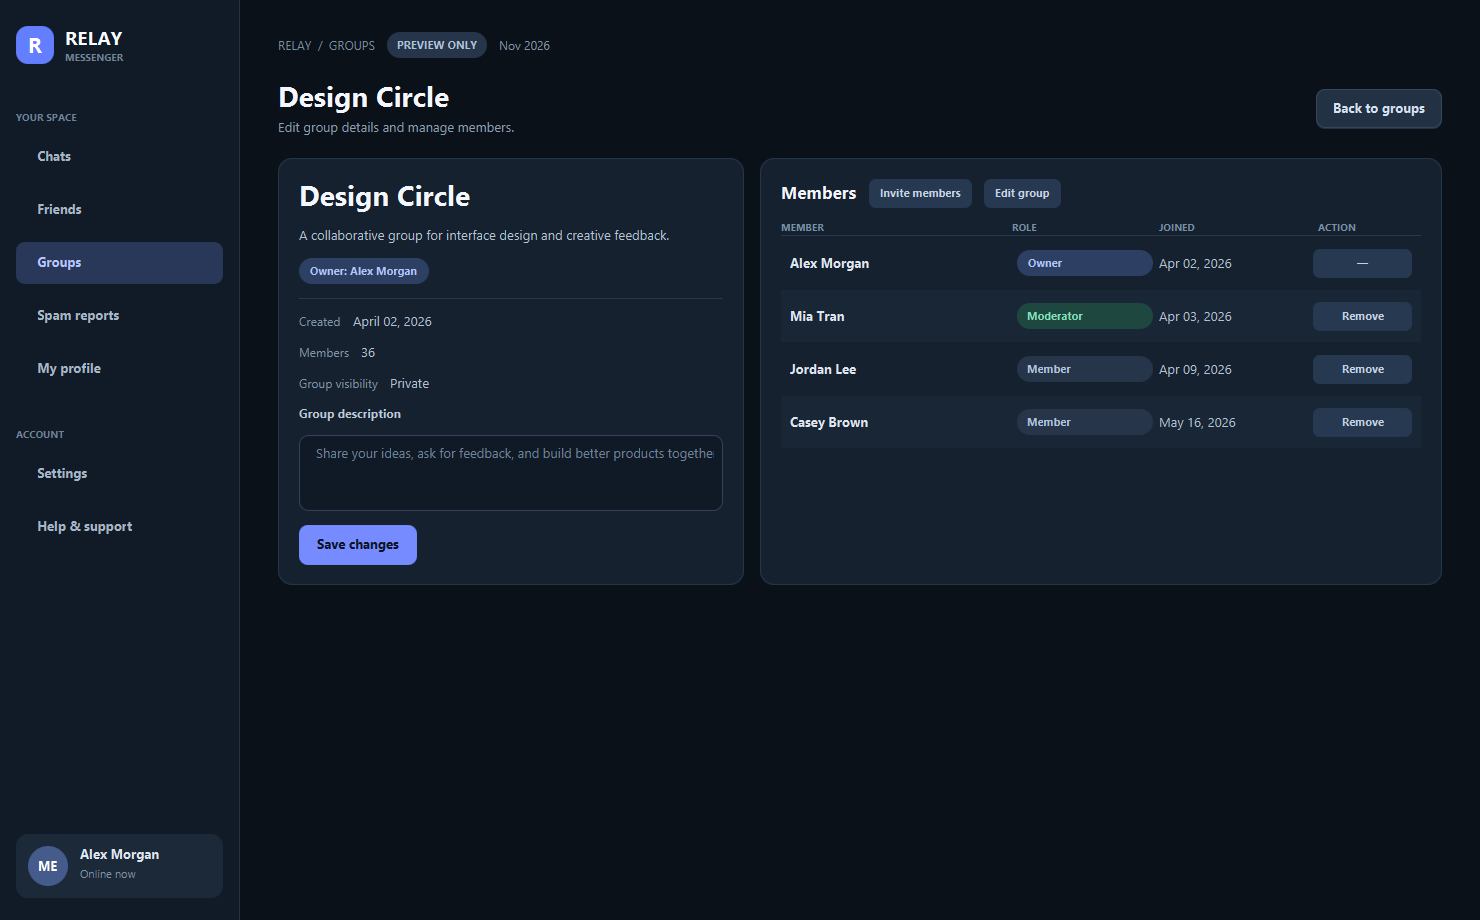 R
RELAY
MESSENGER
YOUR SPACE
Chats
Friends
Groups
Spam reports
My profile
ACCOUNT
Settings
Help & support
ME
Alex Morgan
Online now
RELAY / GROUPS PREVIEW ONLY Nov 2026
Design Circle
Edit group details and manage members.
Back to groups
Design Circle
A collaborative group for interface design and creative feedback.
Owner: Alex Morgan
Created April 02, 2026
Members 36
Group visibility Private
Group description
Share your ideas, ask for feedback, and build better products togethe
Save changes
Members Invite members Edit group
MEMBER ROLE JOINED ACTION
Alex Morgan Owner Apr 02, 2026 —
Mia Tran Moderator Apr 03, 2026 Remove
Jordan Lee Member Apr 09, 2026 Remove
Casey Brown Member May 16, 2026 Remove